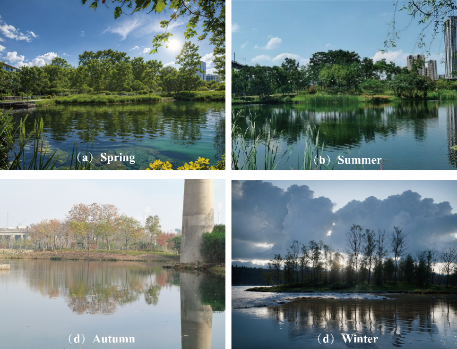 (a) Spring
(b) Summer
(d) Autumn
(d) Winter